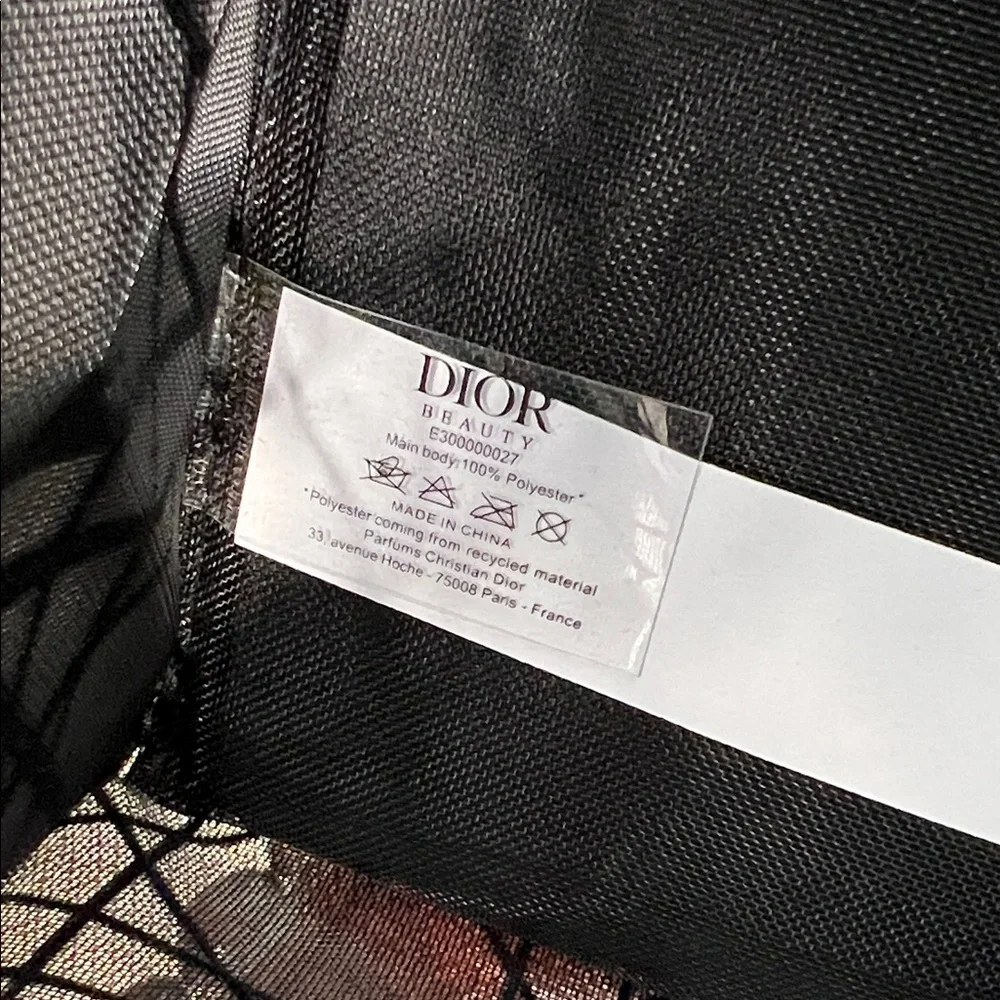 DIOR
BEAUTY
E300000027
Main body:100% Polyester*
MADE IN CHINA
*Polyester coming from recycled material
Parfums Christian Dior
33, avenue Hoche - 75008 Paris - France